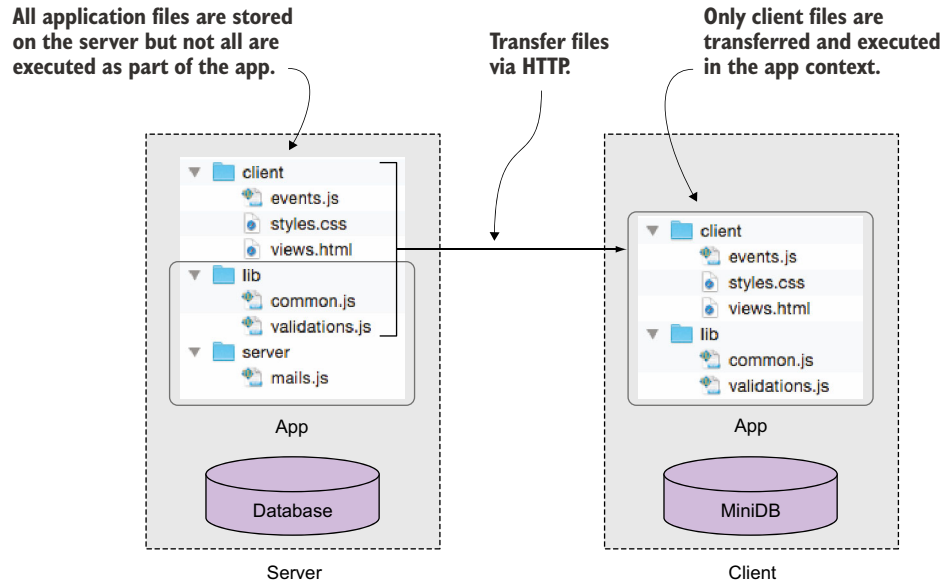 All application files are stored
on the server but not all are
executed as part of the app.
Transfer files
via HTTP.
Only client files are
transferred and executed
in the app context.
client
events.js
styles.css
views.html
lib
common.js
validations.js
server
mails.js
App
Database
Server
client
events.js
styles.css
views.html
lib
common.js
validations.js
App
MiniDB
Client